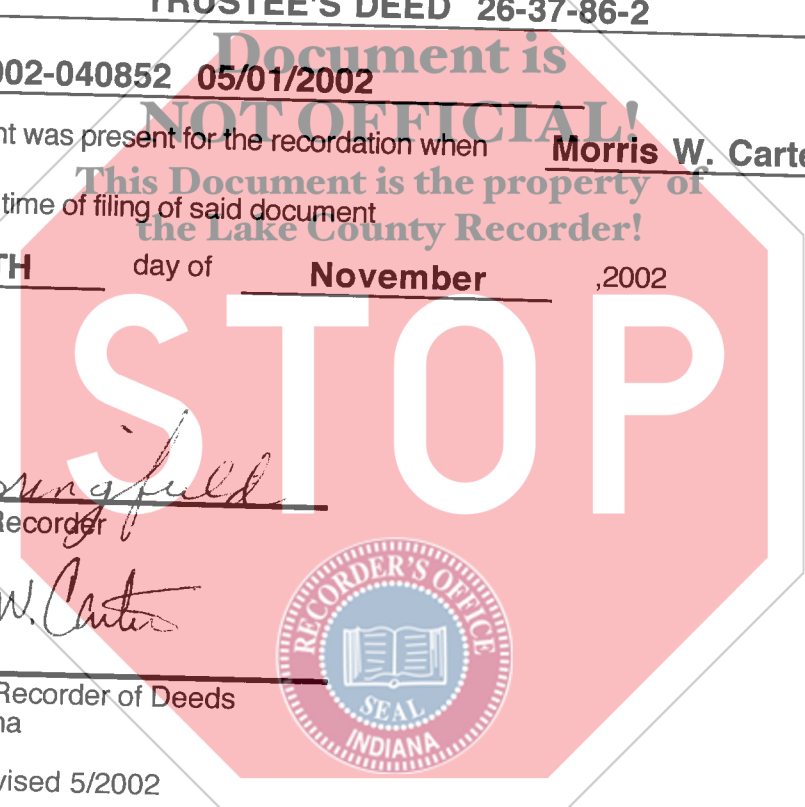 TRUSTEE'S DEED 26-37-86-2
Document is
002-040852 05/01/2002
NOT OFFICIAL!
nt was present for the recordation when Morris W. Carte
This Document is the property of
time of filing of said document
the Lake County Recorder!
TH day of November ,2002
STOP
Recorder
W. Carter
Recorder of Deeds
na
vised 5/2002
RECORDER'S OFFICE
SEAL
INDIANA